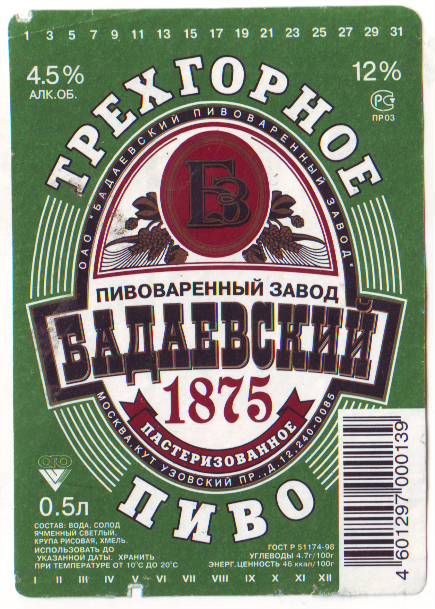 1 3 5 7 9 11 13 15 17 19 21 23 25 27 29 31
4.5%
АЛК.ОБ.
12%
РС
ПР03
ТРЕХГОРНОЕ
ОАО "БАДАЕВСКИЙ ПИВОВАРЕННЫЙ ЗАВОД"
БЗ
ПИВОВАРЕННЫЙ ЗАВОД
БАДАЕВСКИЙ
1875
ПАСТЕРИЗОВАННОЕ
МОСКВА КУТУЗОВСКИЙ ПР.,Д.12,240-0085
ПИВО
0.5л
СОСТАВ: ВОДА, СОЛОД
ЯЧМЕННЫЙ СВЕТЛЫЙ,
КРУПА РИСОВАЯ, ХМЕЛЬ.
ИСПОЛЬЗОВАТЬ ДО
УКАЗАННОЙ ДАТЫ. ХРАНИТЬ
ПРИ ТЕМПЕРАТУРЕ ОТ 10°С ДО 20°С
ГОСТ Р 51174-98
УГЛЕВОДЫ 4.7г/100г
ЭНЕРГ.ЦЕННОСТЬ 46 ккал/100г
4601297000139
I II III IV V VI VII VIII IX X XI XII